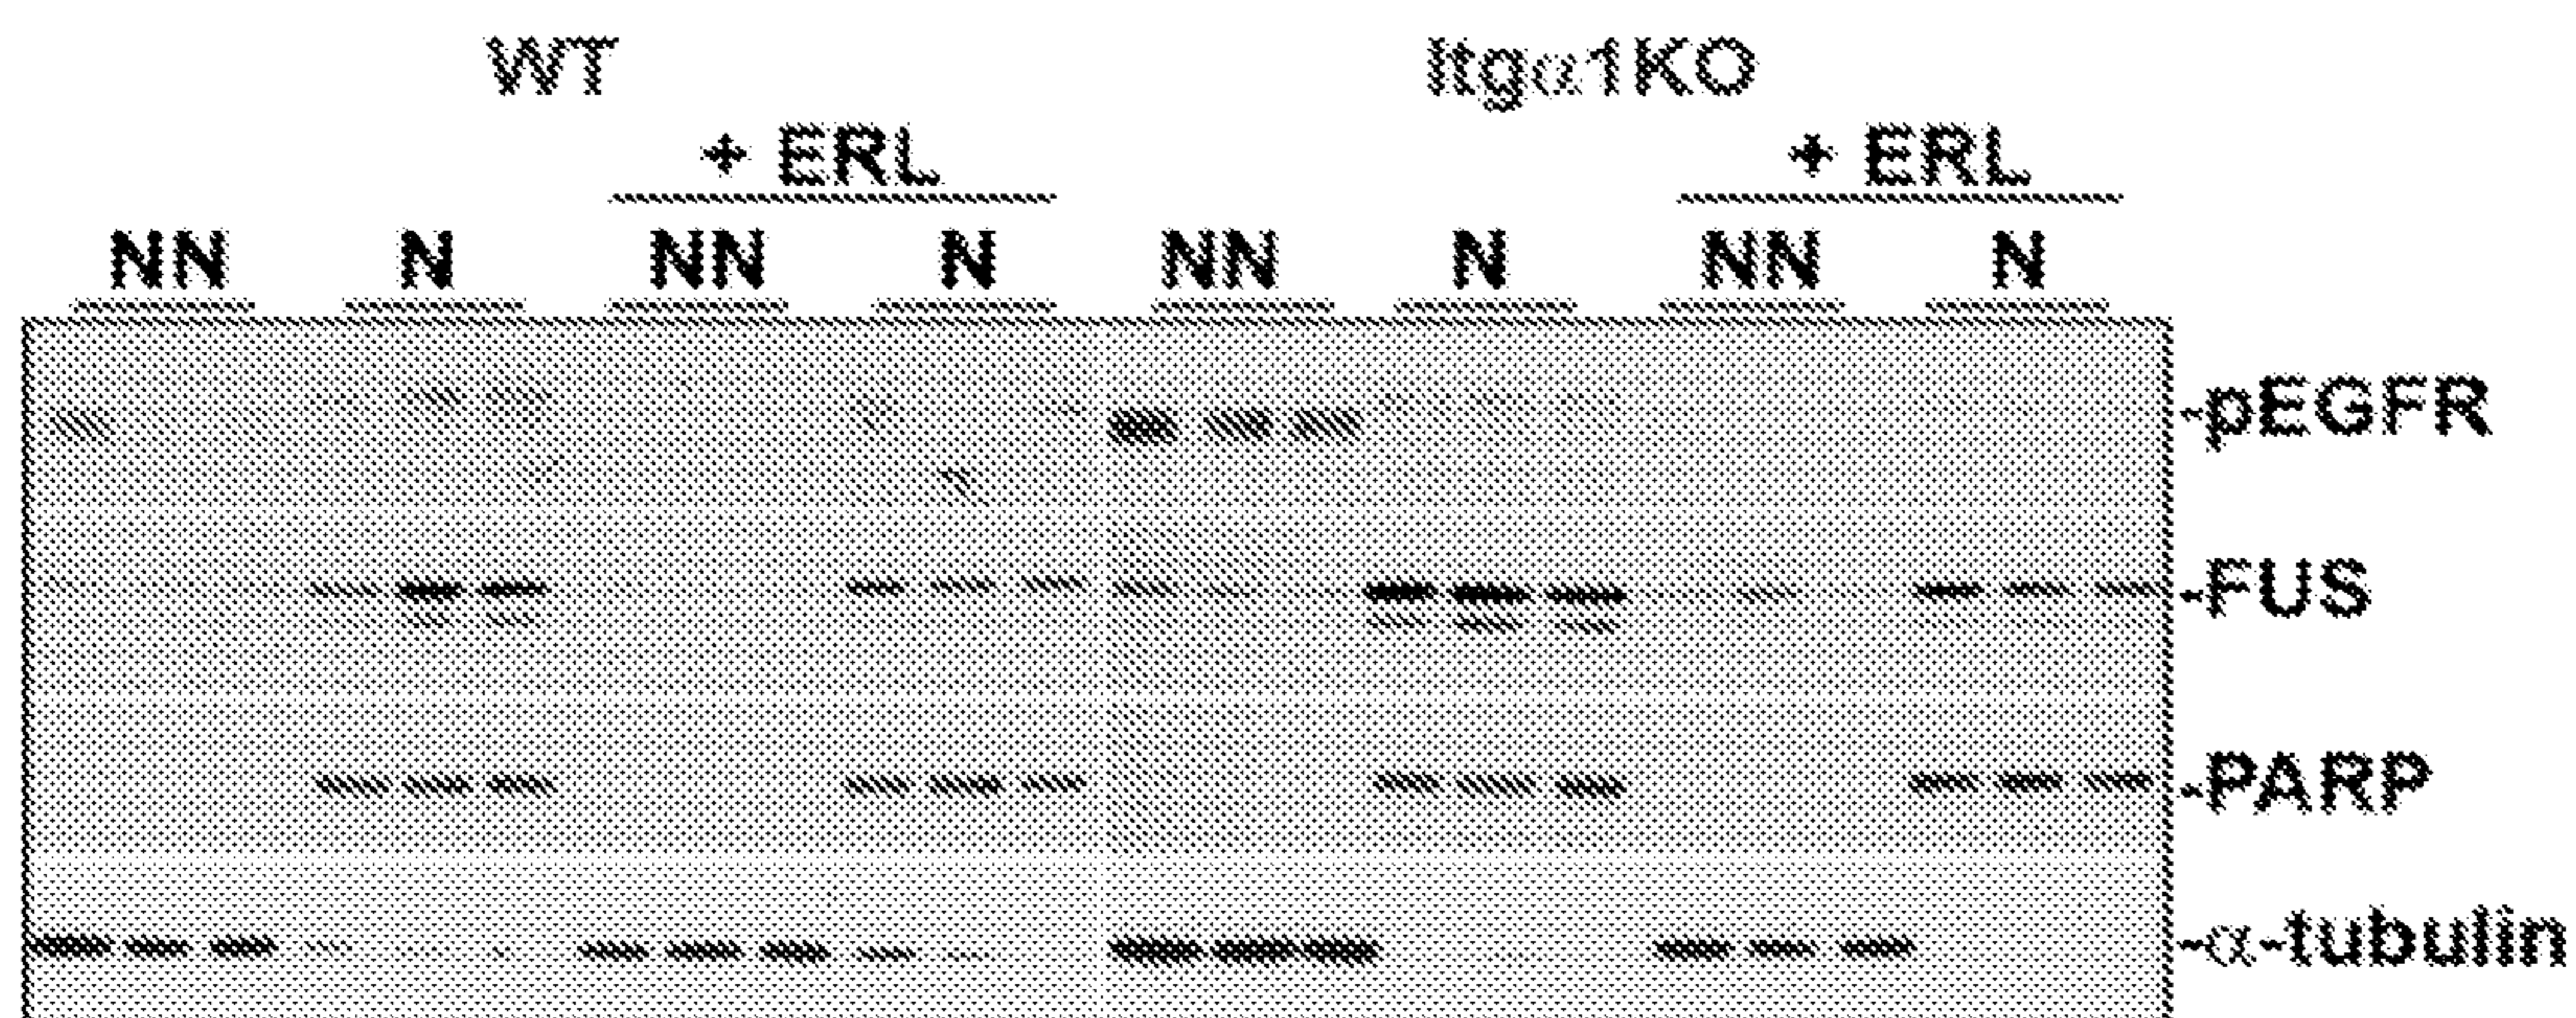 WT Itgα1KO
+ ERL + ERL
NN N NN N NN N NN N
-pEGFR
-FUS
-PARP
-α-tubulin